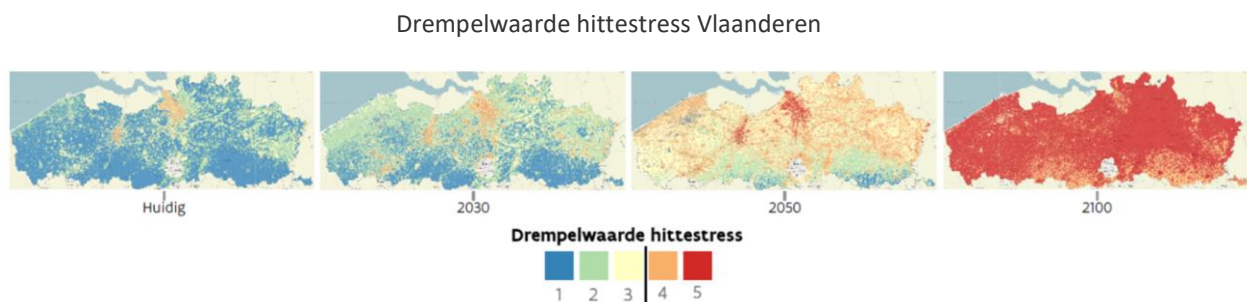 Drempelwaarde hittestress Vlaanderen
Huidig
2030
2050
2100
Drempelwaarde hittestress
1 2 3 4 5